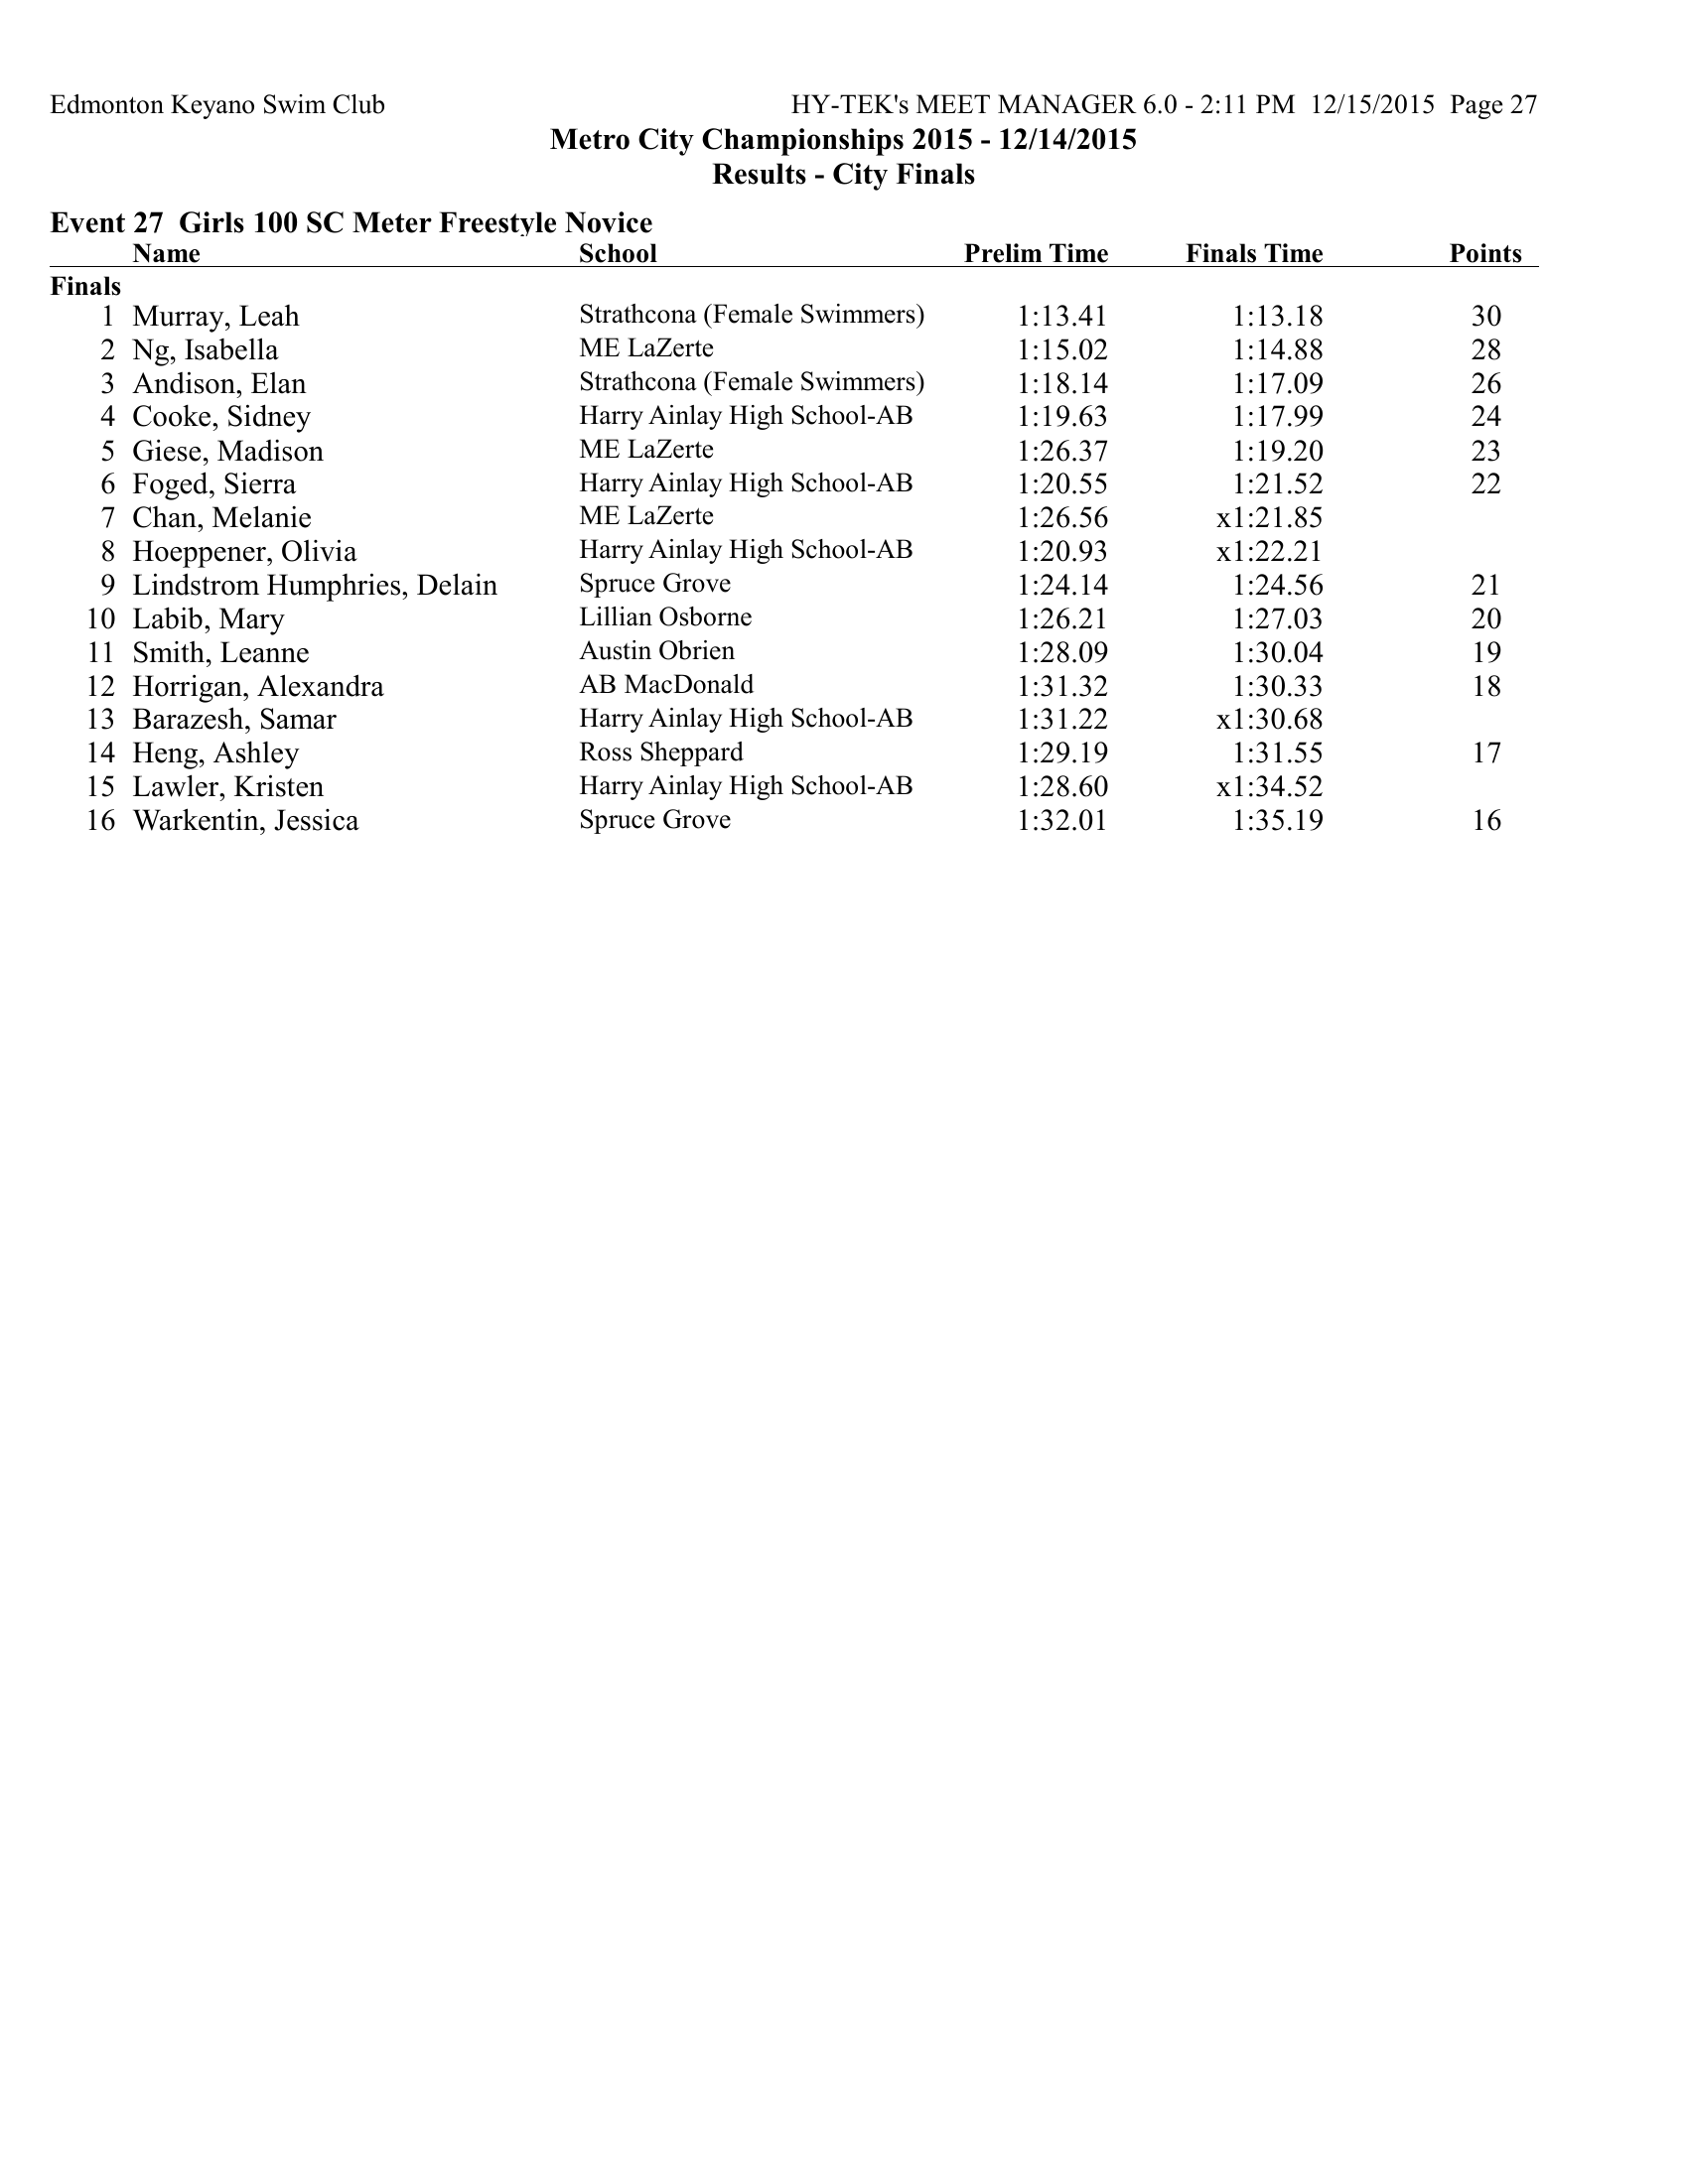 Edmonton Keyano Swim Club HY-TEK's MEET MANAGER 6.0 - 2:11 PM 12/15/2015 Page 27
Metro City Championships 2015 - 12/14/2015
Results - City Finals
Event 27 Girls 100 SC Meter Freestyle Novice
Name School Prelim Time Finals Time Points
Finals
1 Murray, Leah Strathcona (Female Swimmers) 1:13.41 1:13.18 30
2 Ng, Isabella ME LaZerte 1:15.02 1:14.88 28
3 Andison, Elan Strathcona (Female Swimmers) 1:18.14 1:17.09 26
4 Cooke, Sidney Harry Ainlay High School-AB 1:19.63 1:17.99 24
5 Giese, Madison ME LaZerte 1:26.37 1:19.20 23
6 Foged, Sierra Harry Ainlay High School-AB 1:20.55 1:21.52 22
7 Chan, Melanie ME LaZerte 1:26.56 x1:21.85
8 Hoeppener, Olivia Harry Ainlay High School-AB 1:20.93 x1:22.21
9 Lindstrom Humphries, Delain Spruce Grove 1:24.14 1:24.56 21
10 Labib, Mary Lillian Osborne 1:26.21 1:27.03 20
11 Smith, Leanne Austin Obrien 1:28.09 1:30.04 19
12 Horrigan, Alexandra AB MacDonald 1:31.32 1:30.33 18
13 Barazesh, Samar Harry Ainlay High School-AB 1:31.22 x1:30.68
14 Heng, Ashley Ross Sheppard 1:29.19 1:31.55 17
15 Lawler, Kristen Harry Ainlay High School-AB 1:28.60 x1:34.52
16 Warkentin, Jessica Spruce Grove 1:32.01 1:35.19 16